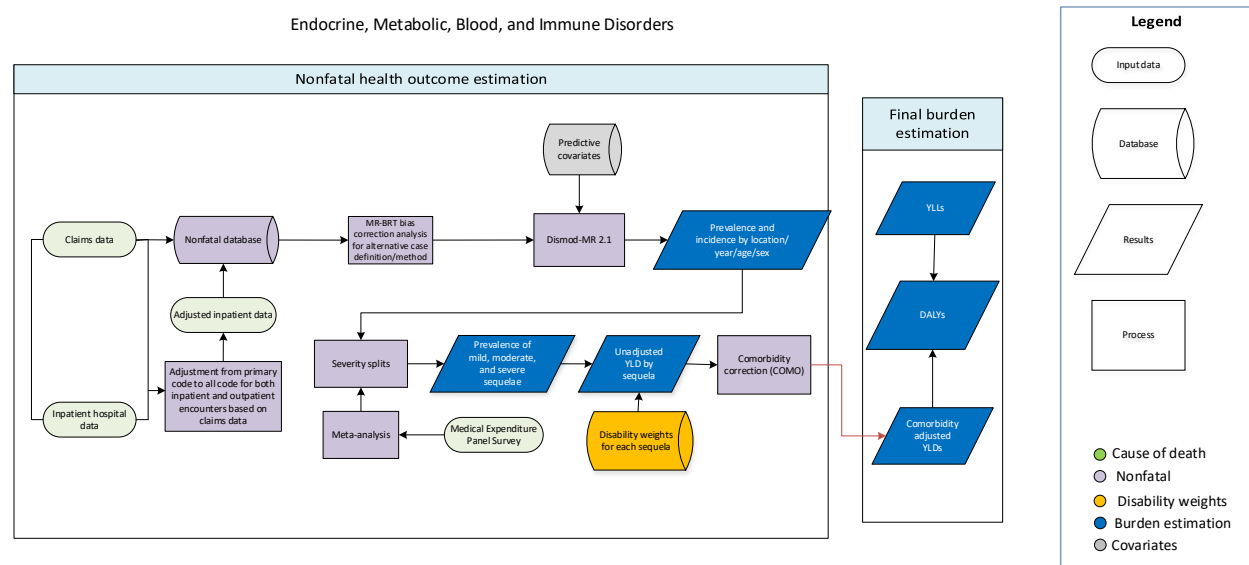 Endocrine, Metabolic, Blood, and Immune Disorders
Nonfatal health outcome estimation
Predictive
covariates
Claims data
Nonfatal database
MR-BRT bias
correction analysis
for alternative case
definition/method
Dismod-MR 2.1
Prevalence and
incidence by location/
year/age/sex
Adjusted inpatient data
Severity splits
Prevalence of
mild, moderate,
and severe
sequelae
Unadjusted
YLD by
sequela
Comorbidity
correction (COMO)
Adjustment from primary
code to all code for both
inpatient and outpatient
encounters based on
claims data
Inpatient hospital
data
Meta-analysis
Medical Expenditure
Panel Survey
Disability weights
for each sequela
Final burden
estimation
YLLs
DALYs
Comorbidity
adjusted
YLDs
Legend
Input data
Database
Results
Process
Cause of death
Nonfatal
Disability weights
Burden estimation
Covariates